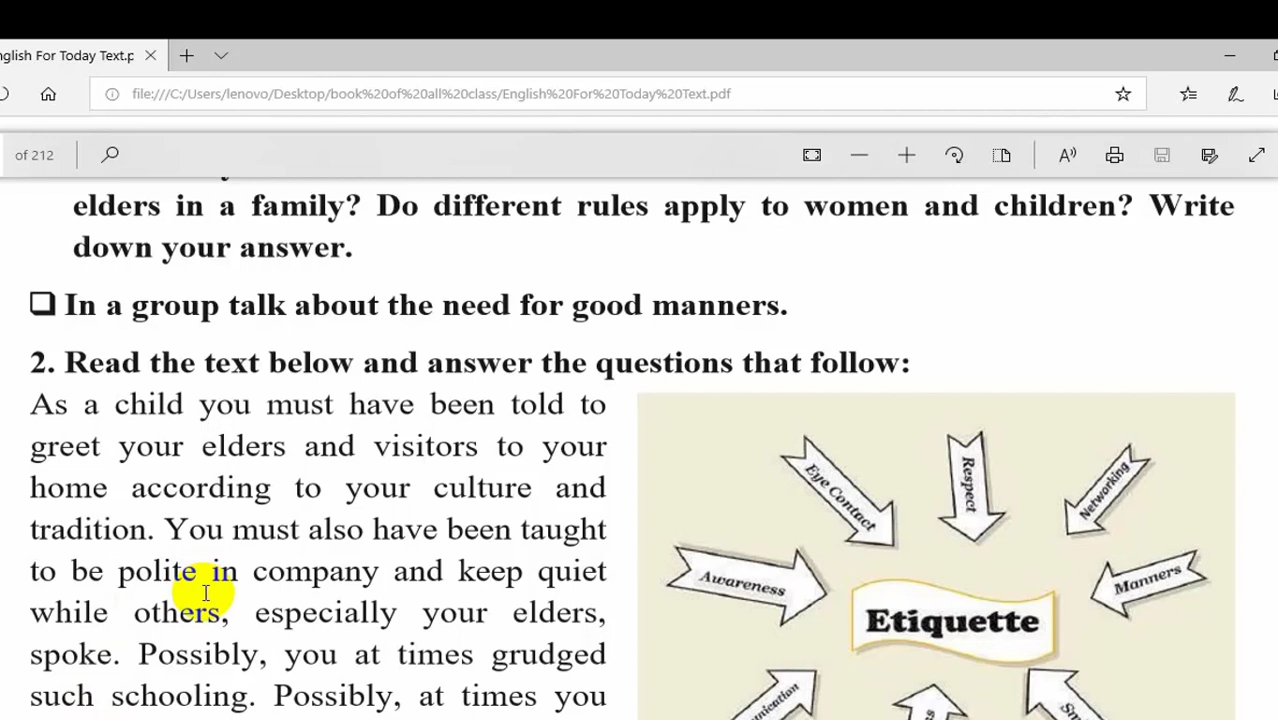 English For Today Text.p
file:///C:/Users/lenovo/Desktop/book%20of%20all%20class/English%20For%20Today%20Text.pdf
of 212
elders in a family? Do different rules apply to women and children? Write
down your answer.
❑ In a group talk about the need for good manners.
2. Read the text below and answer the questions that follow:
As a child you must have been told to
greet your elders and visitors to your
home according to your culture and
tradition. You must also have been taught
to be polite in company and keep quiet
while others, especially your elders,
spoke. Possibly, you at times grudged
such schooling. Possibly, at times you
Eye Contact
Respect
Networking
Awareness
Manners
Etiquette